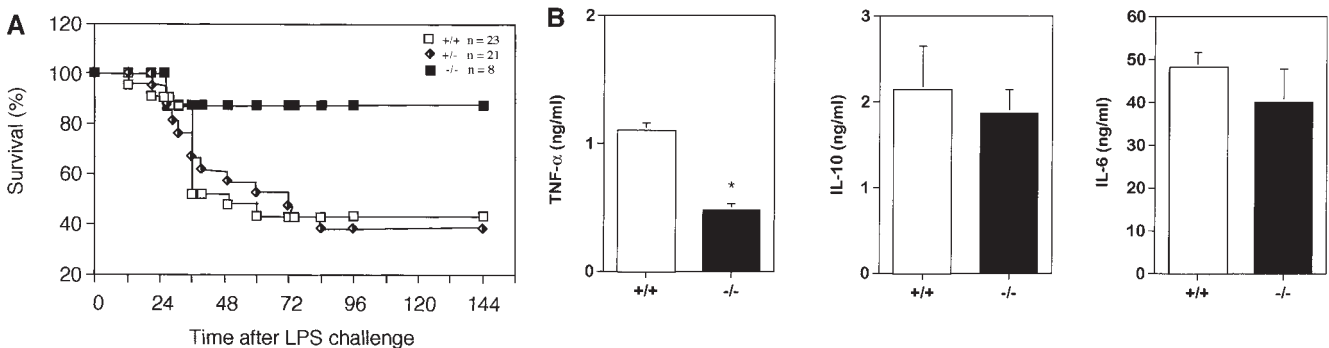 A
120
100
80
60
40
20
Survival (%)
+/+ n = 23
+/- n = 21
-/- n = 8
0 24 48 72 96 120 144
Time after LPS challenge
B
2
1
0
TNF-α (ng/ml)
*
+/+ -/-
3
2
1
0
IL-10 (ng/ml)
+/+ -/-
60
50
40
30
20
10
0
IL-6 (ng/ml)
+/+ -/-